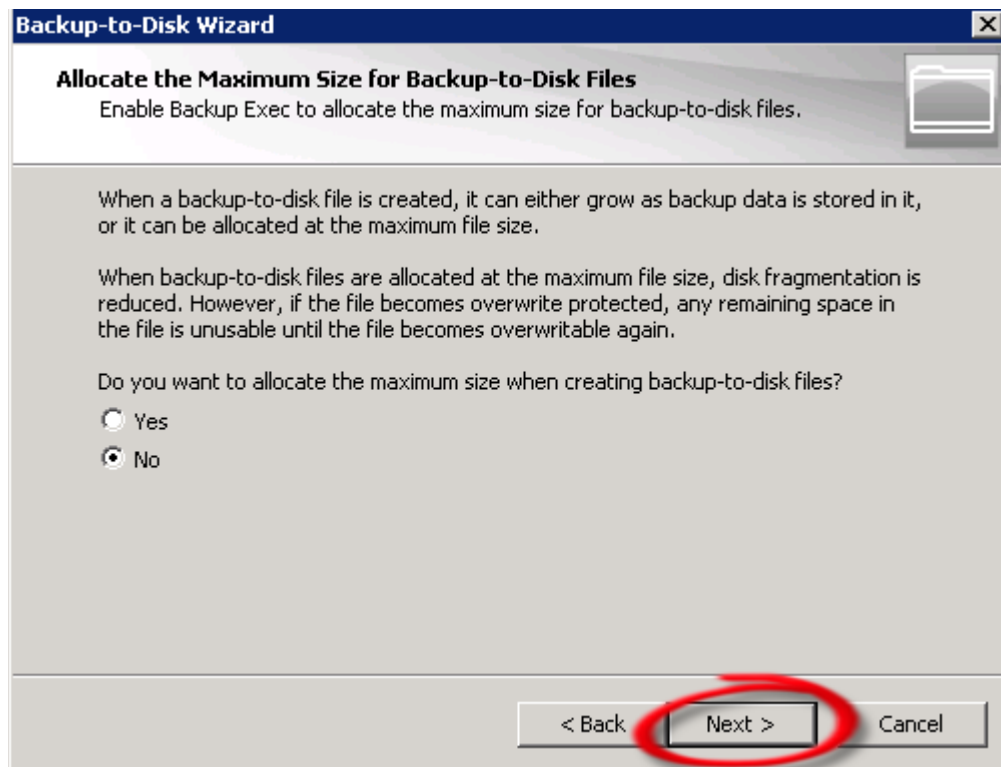 Backup-to-Disk Wizard
Allocate the Maximum Size for Backup-to-Disk Files
Enable Backup Exec to allocate the maximum size for backup-to-disk files.
When a backup-to-disk file is created, it can either grow as backup data is stored in it,
or it can be allocated at the maximum file size.
When backup-to-disk files are allocated at the maximum file size, disk fragmentation is
reduced. However, if the file becomes overwrite protected, any remaining space in
the file is unusable until the file becomes overwritable again.
Do you want to allocate the maximum size when creating backup-to-disk files?
Yes
No
< Back Next > Cancel